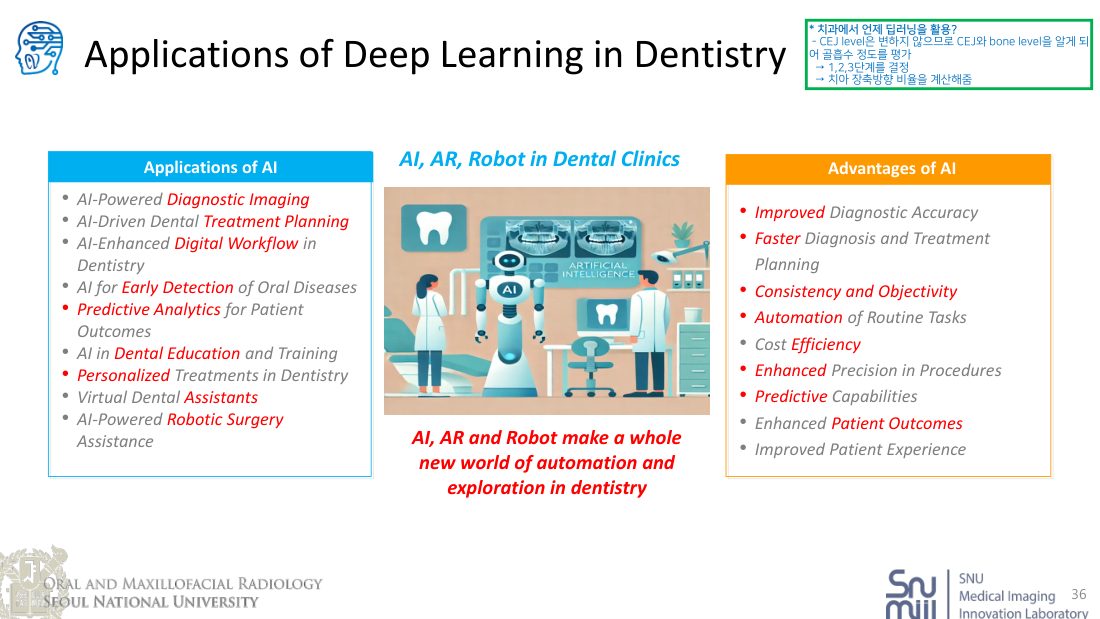 Applications of Deep Learning in Dentistry
* 치과에서 언제 딥러닝을 활용?
- CEJ level은 변하지 않으므로 CEJ와 bone level을 알게 되
어 골흡수 정도를 평가
→ 1,2,3단계를 결정
→ 치아 장축방향 비율을 계산해줌
Applications of AI
• AI-Powered Diagnostic Imaging
• AI-Driven Dental Treatment Planning
• AI-Enhanced Digital Workflow in
Dentistry
• AI for Early Detection of Oral Diseases
• Predictive Analytics for Patient
Outcomes
• AI in Dental Education and Training
• Personalized Treatments in Dentistry
• Virtual Dental Assistants
• AI-Powered Robotic Surgery
Assistance
AI, AR, Robot in Dental Clinics
ARTIFICIAL
INTELLIGENCE
AI
AI, AR and Robot make a whole
new world of automation and
exploration in dentistry
Advantages of AI
• Improved Diagnostic Accuracy
• Faster Diagnosis and Treatment
Planning
• Consistency and Objectivity
• Automation of Routine Tasks
• Cost Efficiency
• Enhanced Precision in Procedures
• Predictive Capabilities
• Enhanced Patient Outcomes
• Improved Patient Experience
ORAL AND MAXILLOFACIAL RADIOLOGY
SEOUL NATIONAL UNIVERSITY
SNU
Medical Imaging
Innovation Laboratory
36